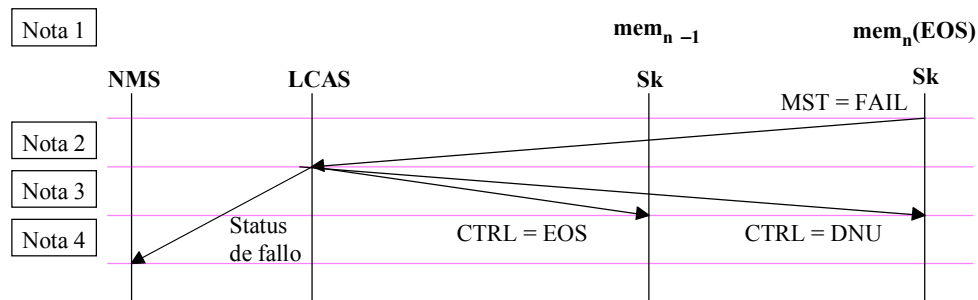 Nota 1
mem n –1
mem n (EOS)
NMS
LCAS
Sk
Sk
MST = FAIL
Nota 2
Nota 3
Nota 4
Status
de fallo
CTRL = EOS
CTRL = DNU